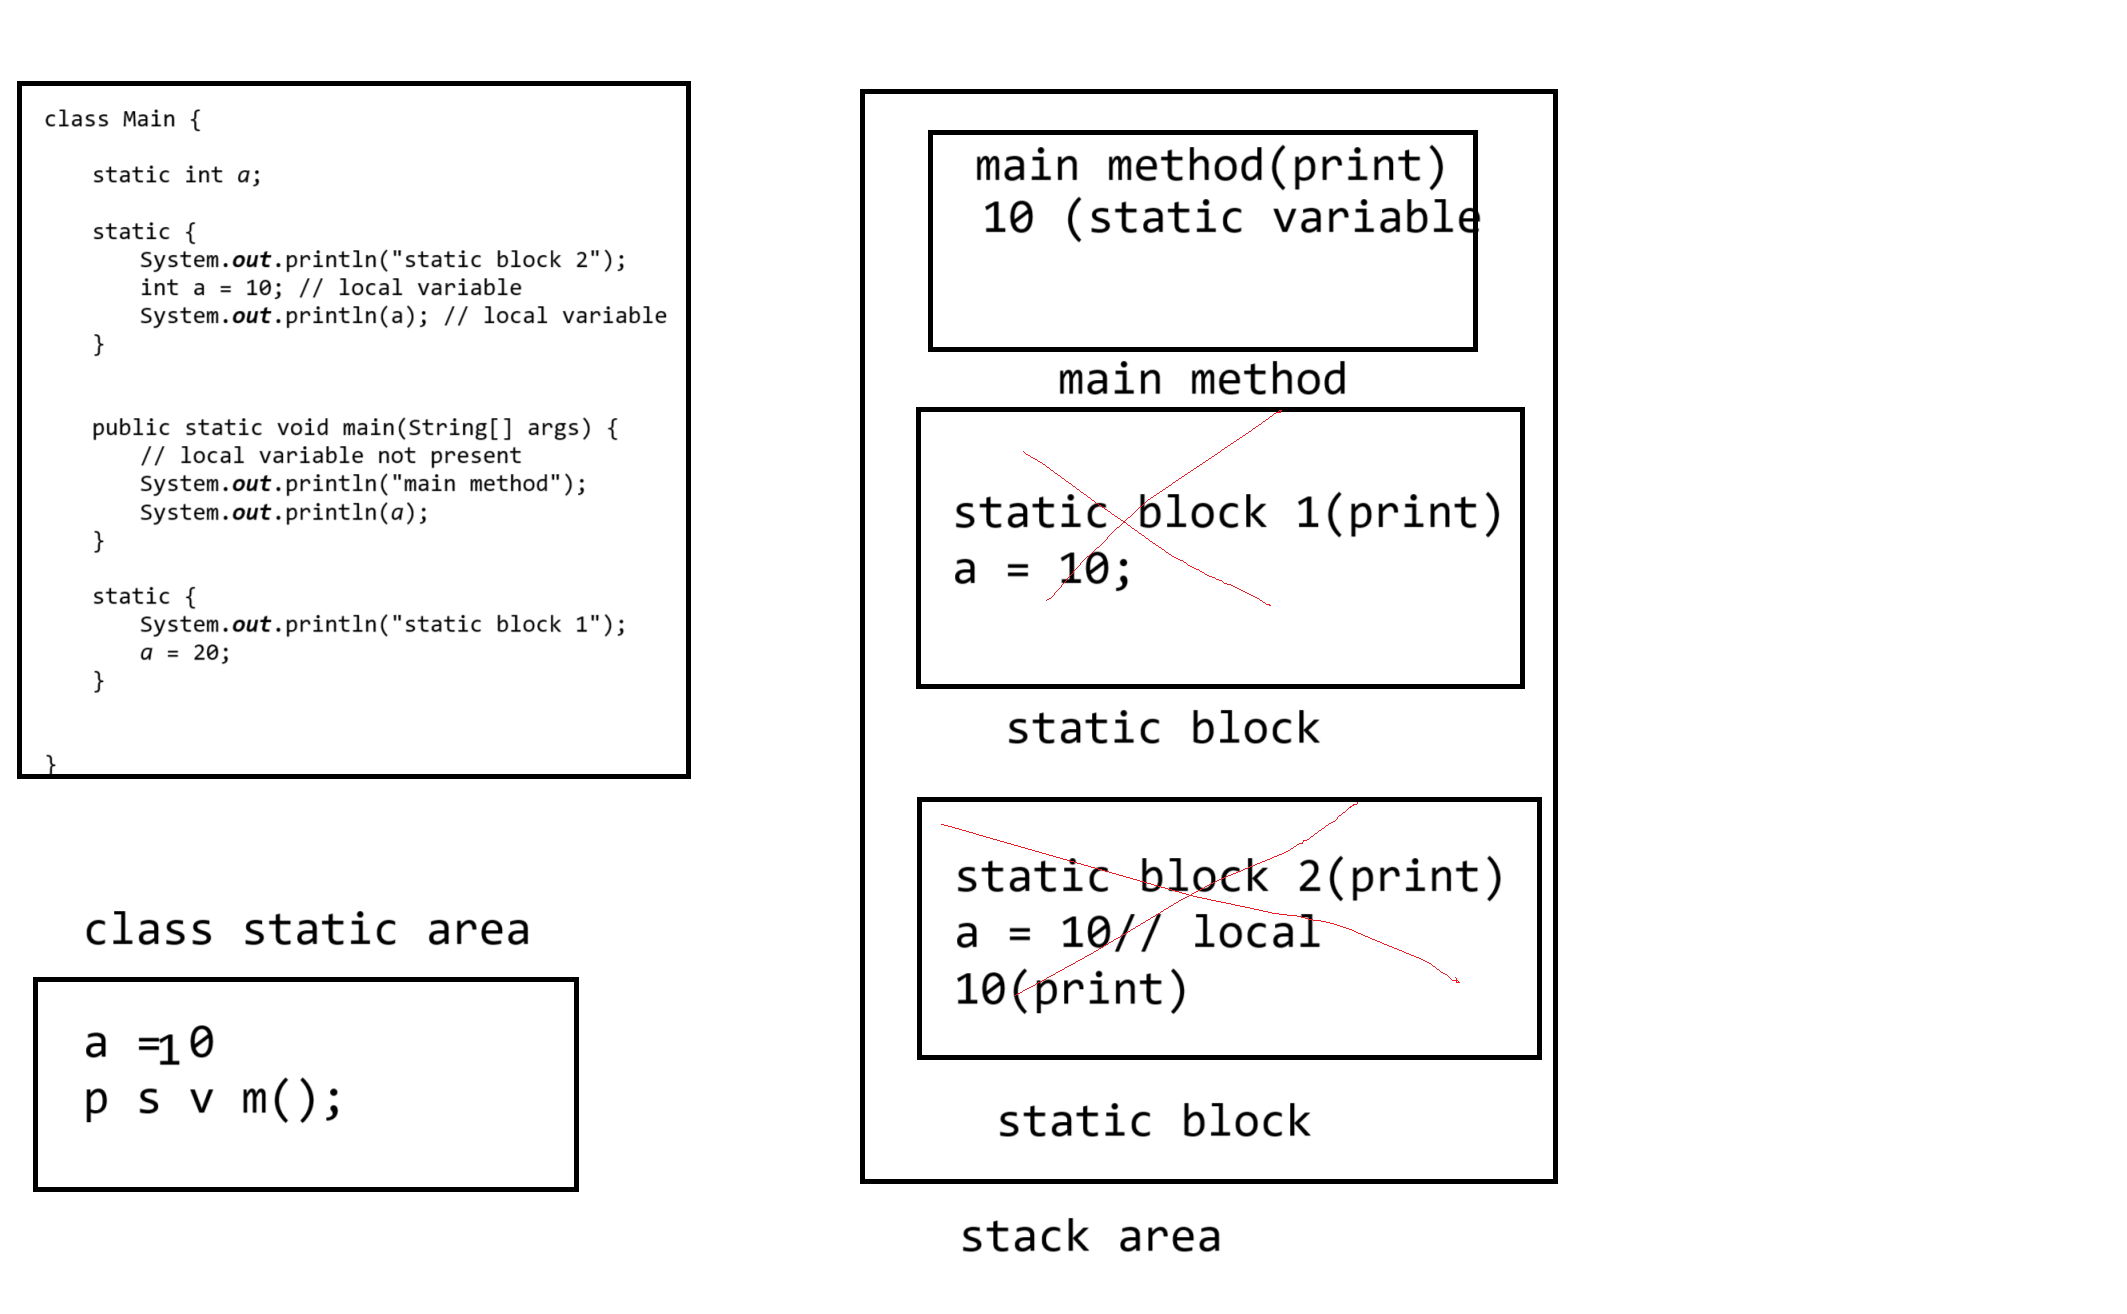 class Main {
static int a;
static {
System.out.println("static block 2");
int a = 10; // local variable
System.out.println(a); // local variable
}
public static void main(String[] args) {
// local variable not present
System.out.println("main method");
System.out.println(a);
}
static {
System.out.println("static block 1");
a = 20;
}
}
class static area
a =10
p s v m();
main method(print)
10 (static variable
main method
static block 1(print)
a = 10;
static block
static block 2(print)
a = 10// local
10(print)
static block
stack area